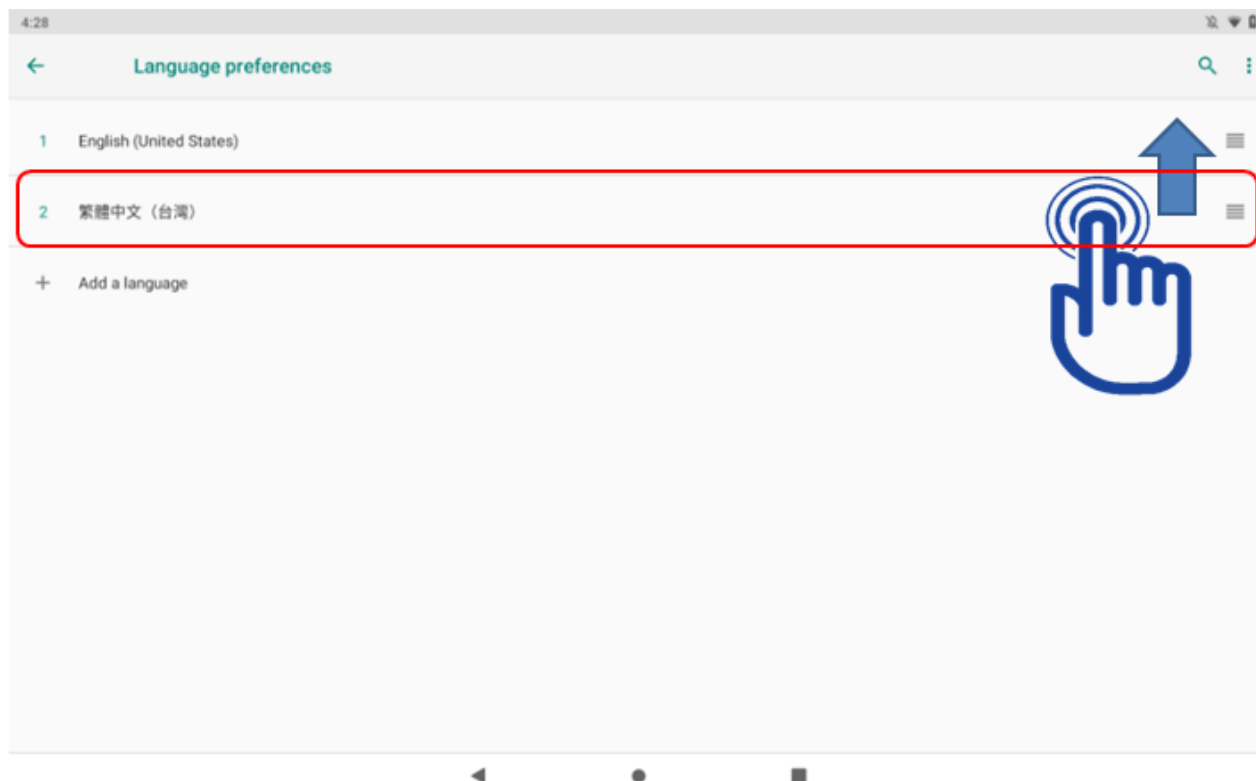 4:28
Language preferences
1 English (United States)
2 繁體中文（台灣）
Add a language